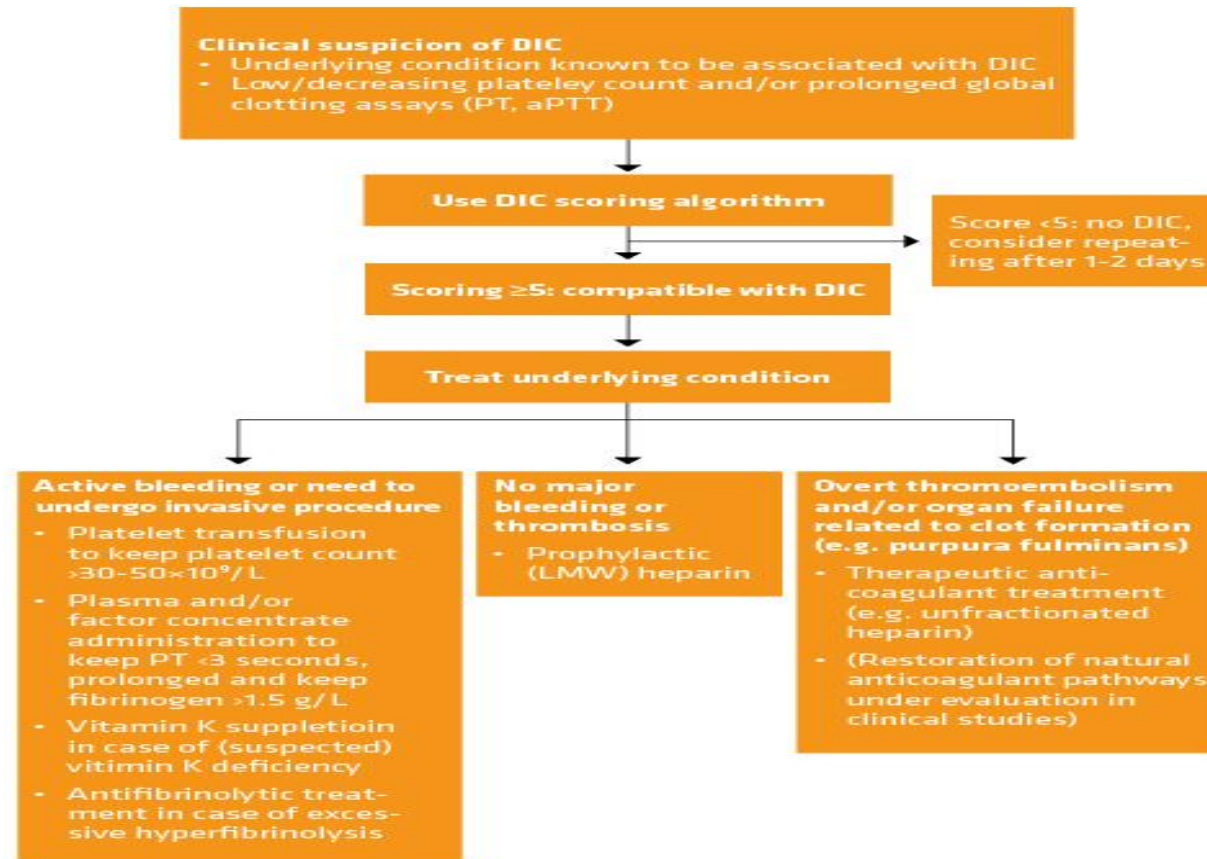 Clinical suspicion of DIC
• Underlying condition known to be associated with DIC
• Low/decreasing plateley count and/or prolonged global
clotting assays (PT, aPTT)
Use DIC scoring algorithm
Score <5: no DIC,
consider repeat-
ing after 1-2 days
Scoring ≥5: compatible with DIC
Treat underlying condition
Active bleeding or need to
undergo invasive procedure
• Platelet transfusion
to keep platelet count
>30-50×10⁹/L
• Plasma and/or
factor concentrate
administration to
keep PT <3 seconds,
prolonged and keep
fibrinogen >1.5 g/L
• Vitamin K suppletioin
in case of (suspected)
vitimin K deficiency
• Antifibrinolytic treat-
ment in case of exces-
sive hyperfibrinolysis
No major
bleeding or
thrombosis
• Prophylactic
(LMW) heparin
Overt thromoembolism
and/or organ failure
related to clot formation
(e.g. purpura fulminans)
• Therapeutic anti-
coagulant treatment
(e.g. unfractionated
heparin)
• (Restoration of natural
anticoagulant pathways
under evaluation in
clinical studies)